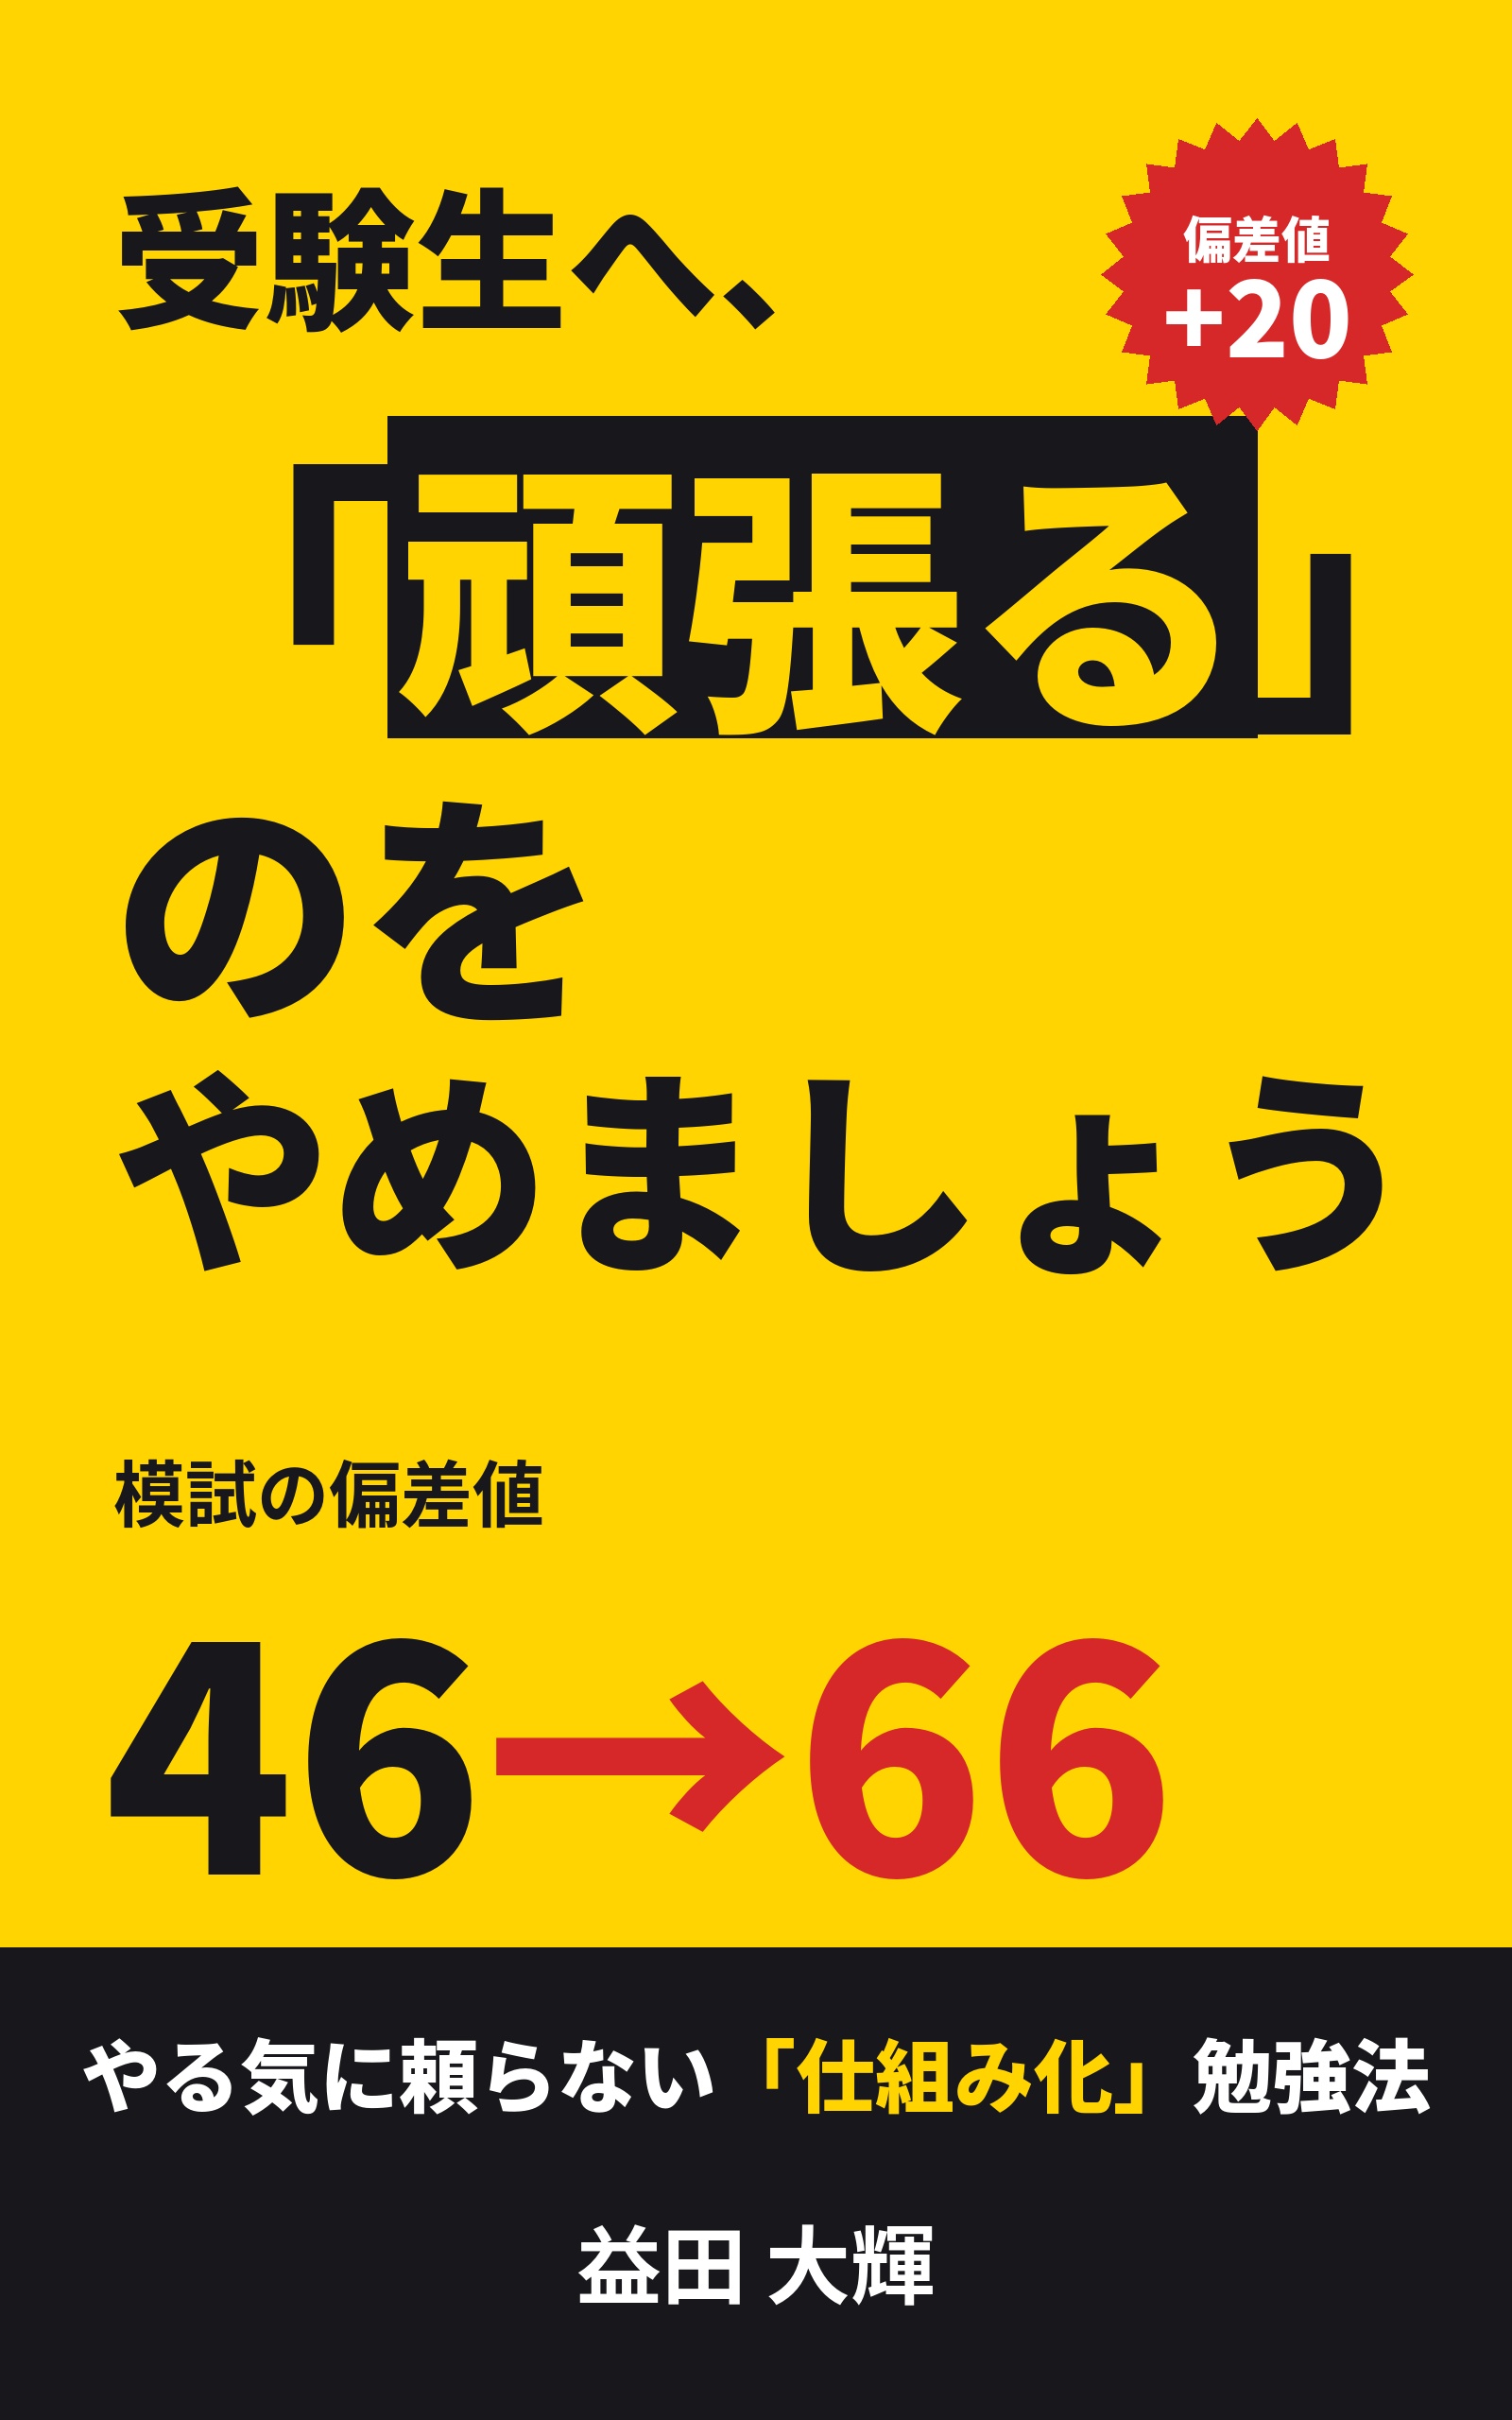 受験生へ、
偏差値
+20
「頑張る」
のを
やめましょう
模試の偏差値
46→66
やる気に頼らない「仕組み化」勉強法
益田 大輝